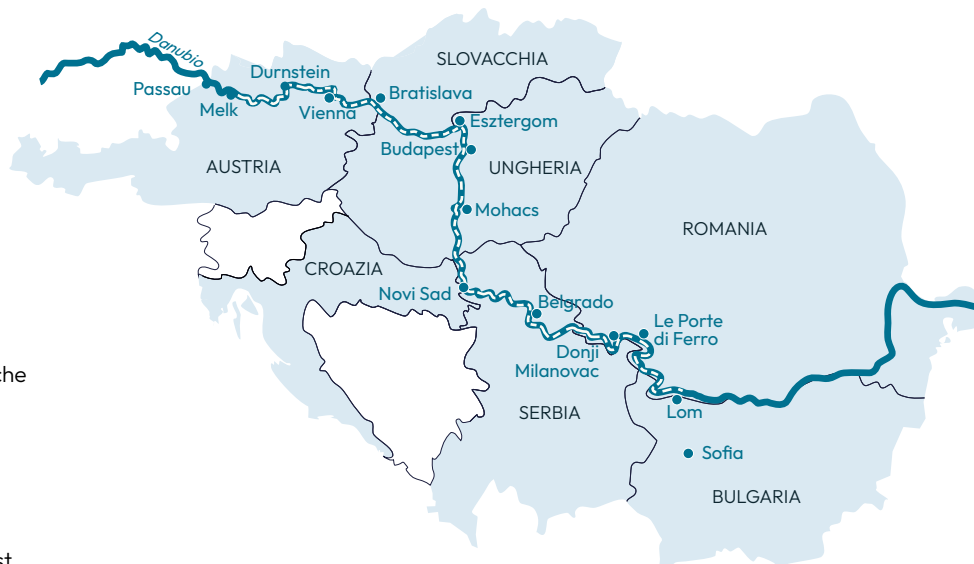 Danubio
SLOVACCHIA
Durnstein
Passau
Bratislava
Melk
Vienna
Esztergom
Budapest
AUSTRIA
UNGHERIA
Mohacs
ROMANIA
CROAZIA
Novi Sad
Belgrado
Le Porte
di Ferro
Donji
Milanovac
che
SERBIA
Lom
Sofia
BULGARIA
st